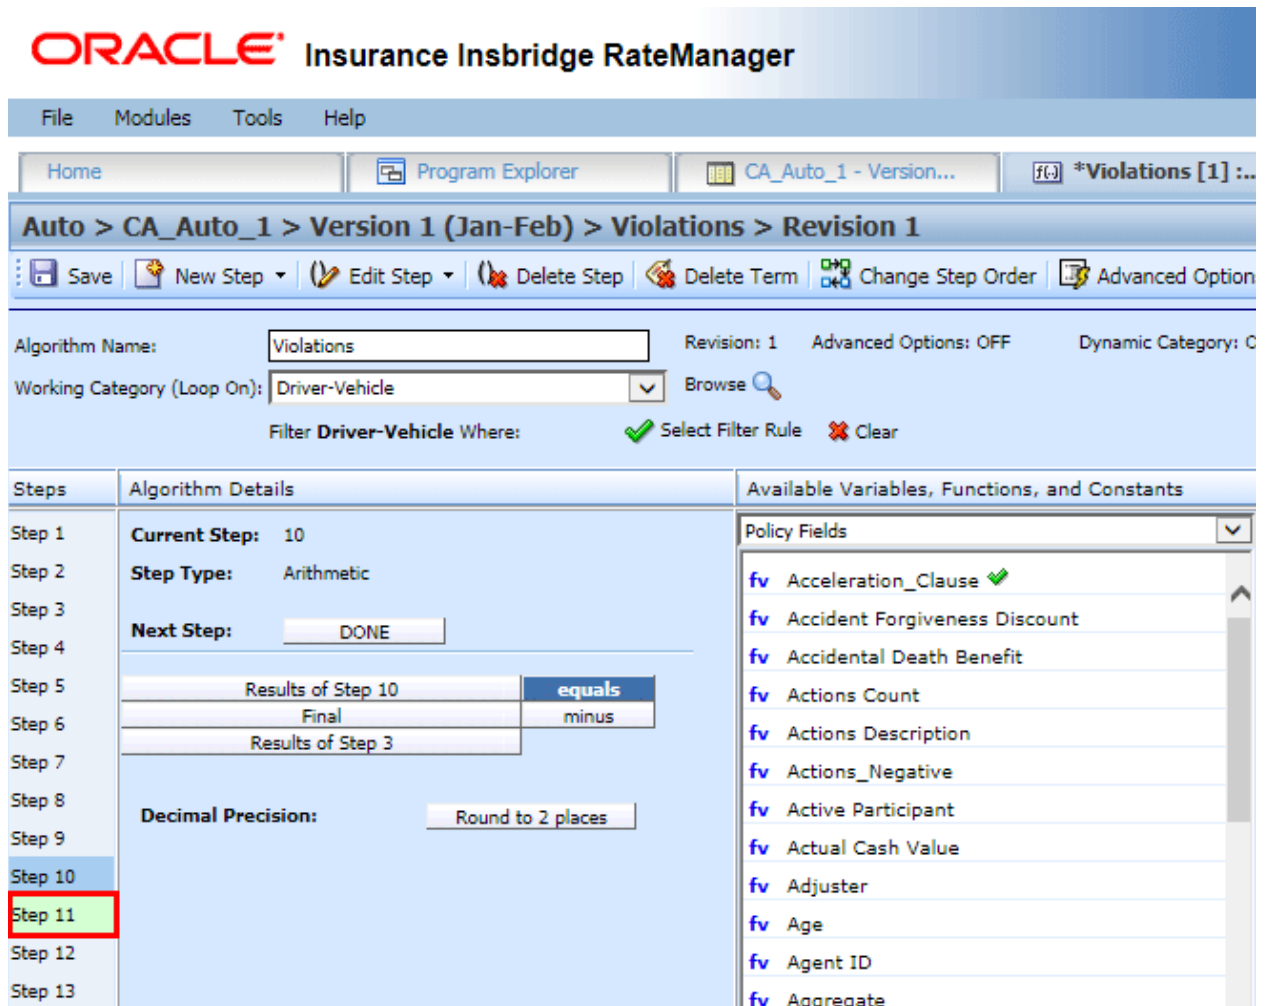 ORACLE Insurance Insbridge RateManager
File Modules Tools Help
Home Program Explorer CA_Auto_1 - Version... f(.) *Violations [1] :..
Auto > CA_Auto_1 > Version 1 (Jan-Feb) > Violations > Revision 1
Save New Step Edit Step Delete Step Delete Term Change Step Order Advanced Option
Algorithm Name: Violations Revision: 1 Advanced Options: OFF Dynamic Category:
Working Category (Loop On): Driver-Vehicle Browse
Filter Driver-Vehicle Where: Select Filter Rule Clear
Steps Algorithm Details Available Variables, Functions, and Constants
Step 1 Current Step: 10 Policy Fields
Step 2 Step Type: Arithmetic fv Acceleration_Clause
Step 3 fv Accident Forgiveness Discount
Step 4 Next Step: DONE fv Accidental Death Benefit
Step 5 Results of Step 10 equals fv Actions Count
Step 6 Final minus fv Actions Description
Step 7 Results of Step 3 fv Actions_Negative
Step 8 Decimal Precision: Round to 2 places fv Active Participant
Step 9 fv Actual Cash Value
Step 10 fv Adjuster
Step 11 fv Age
Step 12 fv Agent ID
Step 13 fv Aggregate